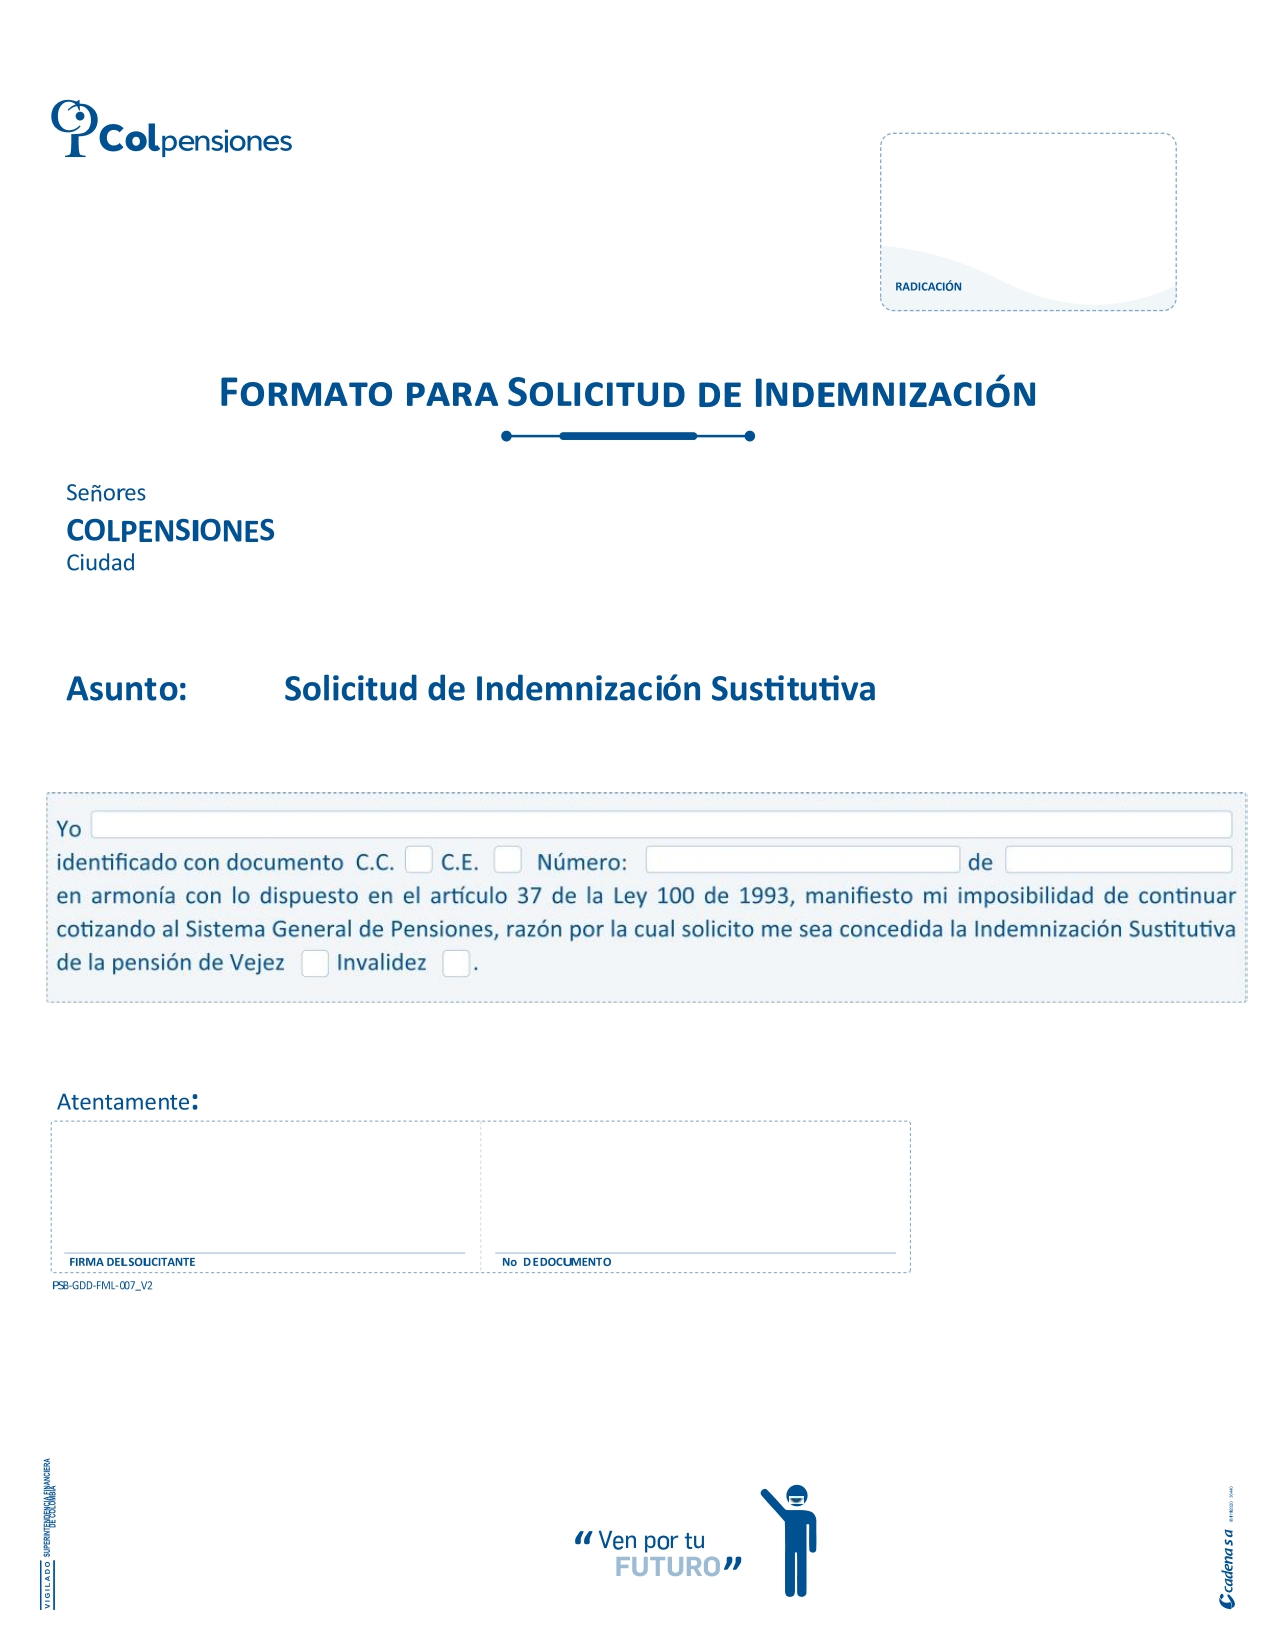 Colpensiones
RADICACIÓN
FORMATO PARA SOLICITUD DE INDEMNIZACIÓN
Señores
COLPENSIONES
Ciudad
Asunto: Solicitud de Indemnización Sustitutiva
Yo
identificado con documento C.C. C.E. Número: de
en armonía con lo dispuesto en el artículo 37 de la Ley 100 de 1993, manifiesto mi imposibilidad de continuar
cotizando al Sistema General de Pensiones, razón por la cual solicito me sea concedida la Indemnización Sustitutiva
de la pensión de Vejez Invalidez .
Atentamente:
FIRMA DEL SOLICITANTE No DE DOCUMENTO
PSB-GDD-FML-007_V2
VIGILADO SUPERINTENDENCIA FINANCIERA
DE COLOMBIA
“ Ven por tu
FUTURO ”
cadena s a